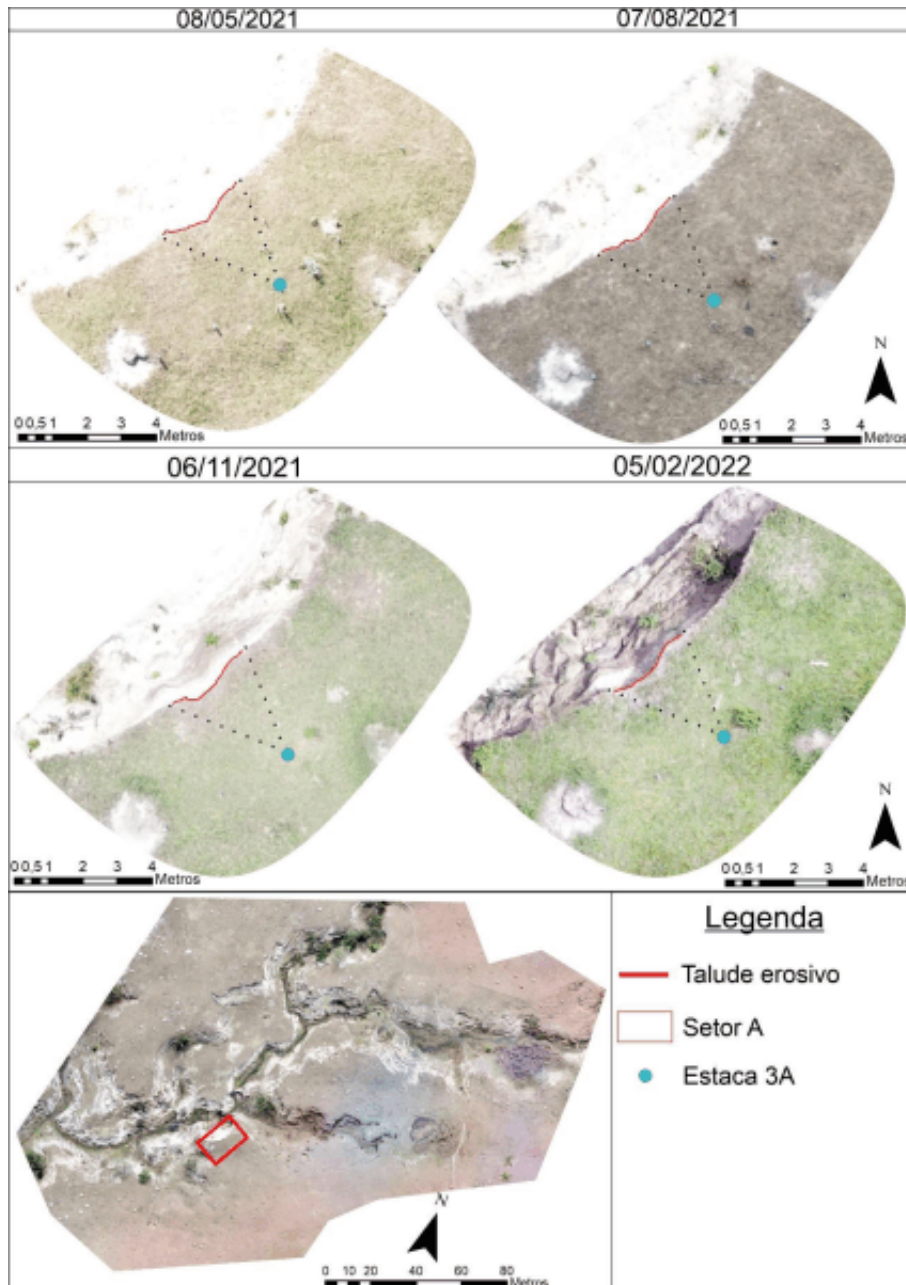 08/05/2021
07/08/2021
N
0 0,5 1 2 3 4
Metros
0 0,5 1 2 3 4
Metros
06/11/2021
05/02/2022
N
0 0,5 1 2 3 4
Metros
0 0,5 1 2 3 4
Metros
Legenda
Talude erosivo
Setor A
Estaca 3A
N
0 10 20 40 60 80
Metros